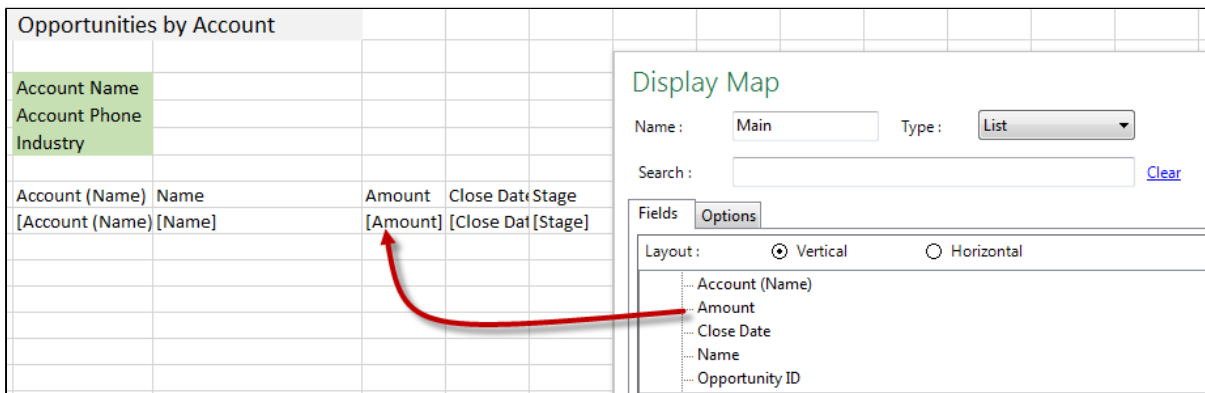 Opportunities by Account
Account Name
Account Phone
Industry
Account (Name) Name Amount Close Date Stage
[Account (Name) [Name] [Amount] [Close Dat [Stage]
Display Map
Name : Main Type : List
Search : Clear
Fields Options
Layout : Vertical Horizontal
Account (Name)
Amount
Close Date
Name
Opportunity ID